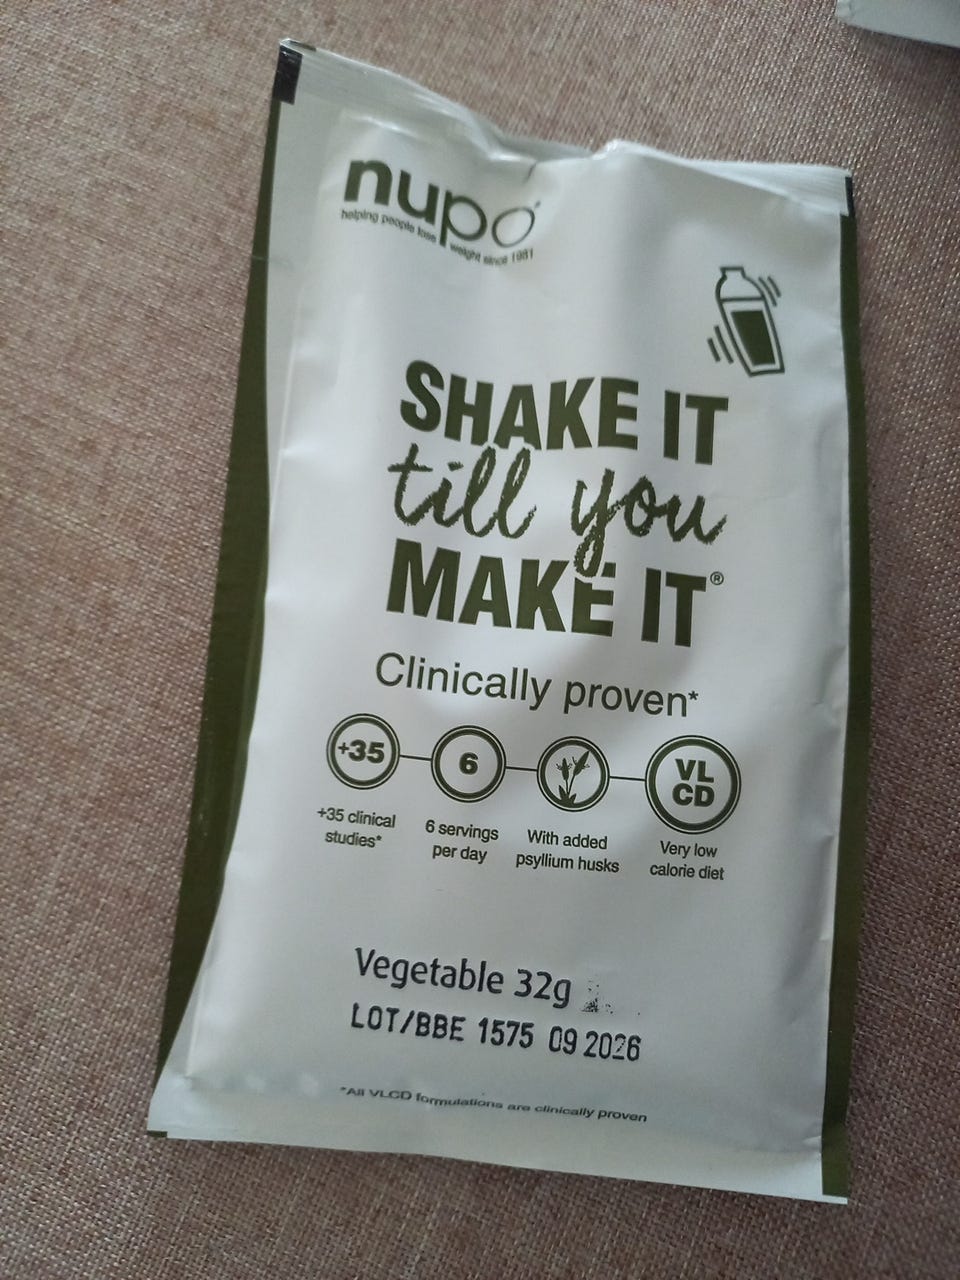 nupo
helping people lose weight since 1981
SHAKE IT
till you
MAKE IT®
Clinically proven*
+35
6
VL
CD
+35 clinical
studies*
6 servings
per day
With added
psyllium husks
Very low
calorie diet
Vegetable 32g
LOT/BBE 1575 09 2026
*All VLCD formulations are clinically proven